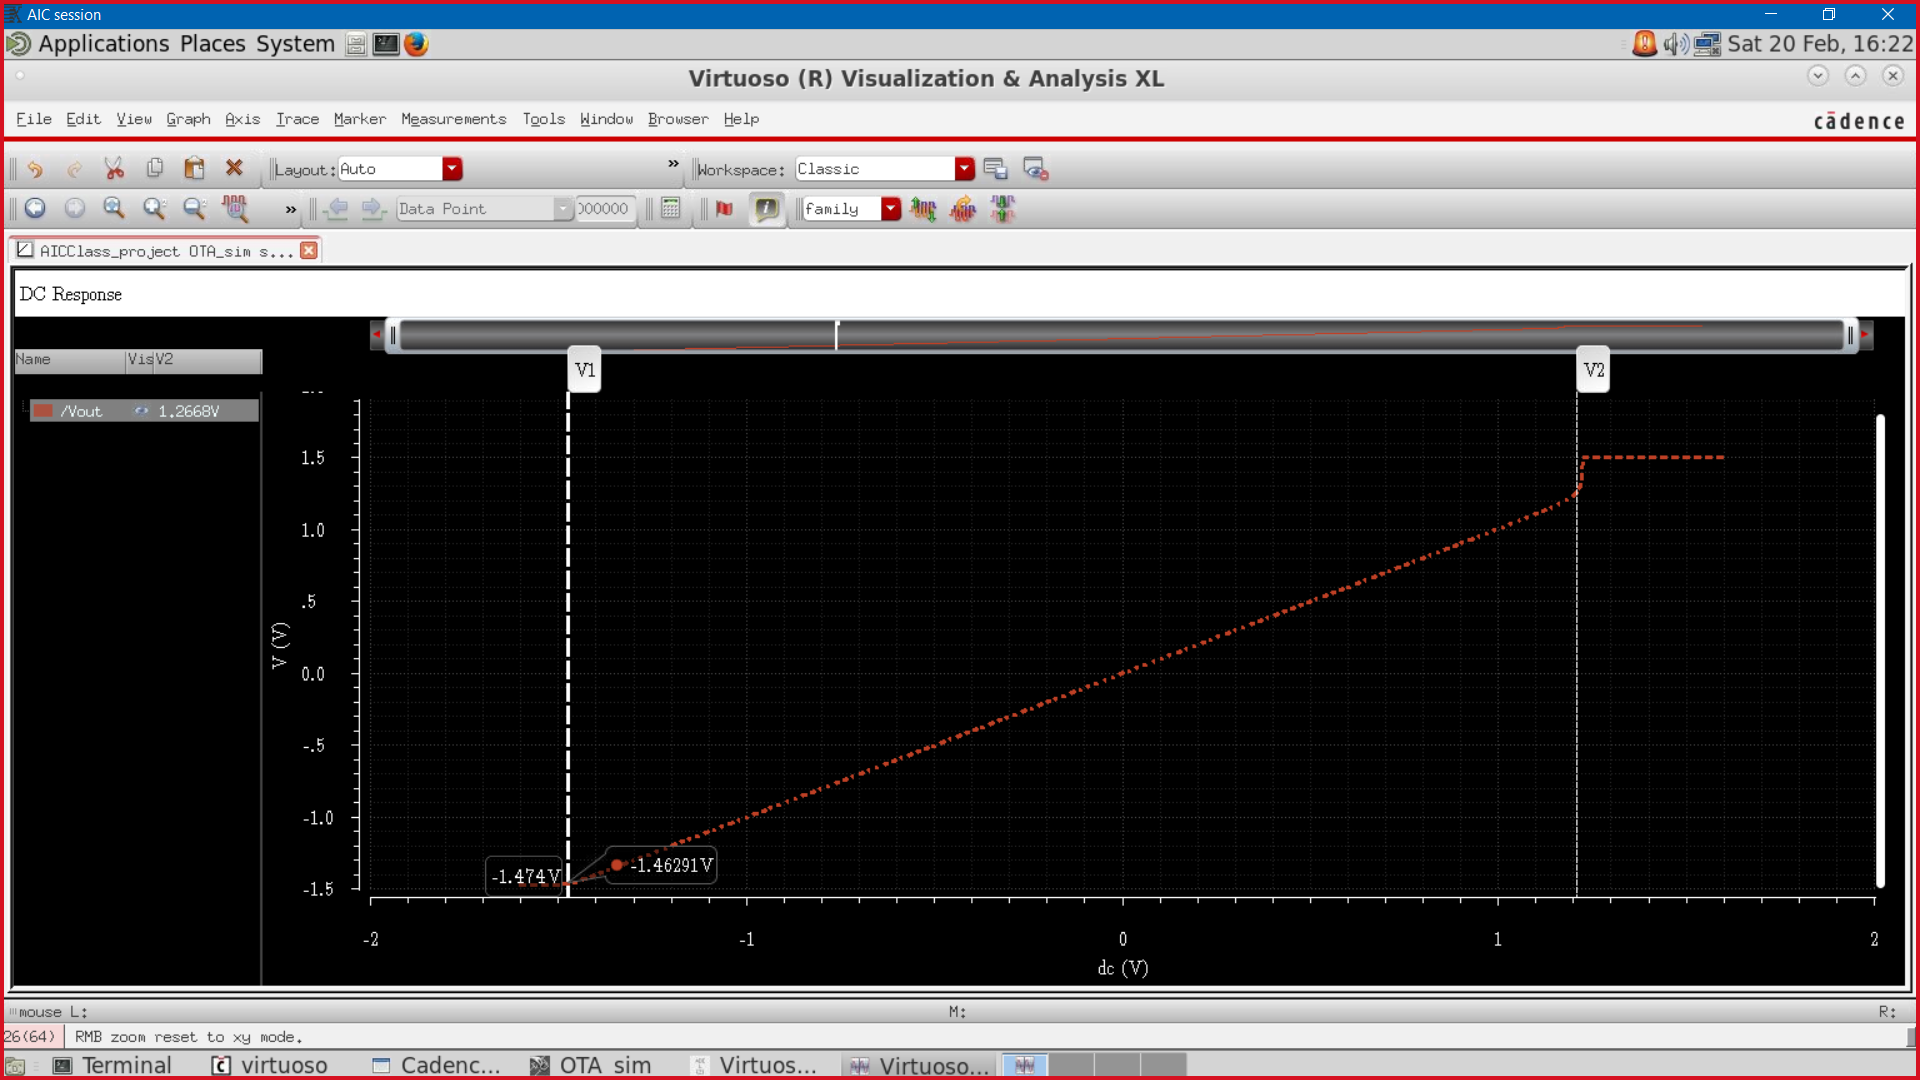 AIC session
Applications Places System
Sat 20 Feb, 16:22
Virtuoso (R) Visualization & Analysis XL
File Edit View Graph Axis Trace Marker Measurements Tools Window Browser Help
cādence
Layout: Auto
»
Workspace: Classic
»
Data Point
000000
family
AICClass_project OTA_sim s...
DC Response
Name Vis V2
/Vout 1.2668V
V1
V2
1.5
1.0
.5
0.0
-.5
-1.0
-1.5
V (V)
-1.474V
-1.46291V
-2 -1 0 1 2
dc (V)
mouse L: M: R:
26(64) RMB zoom reset to xy mode.
Terminal virtuoso Cadenc... OTA sim Virtuos... Virtuoso...